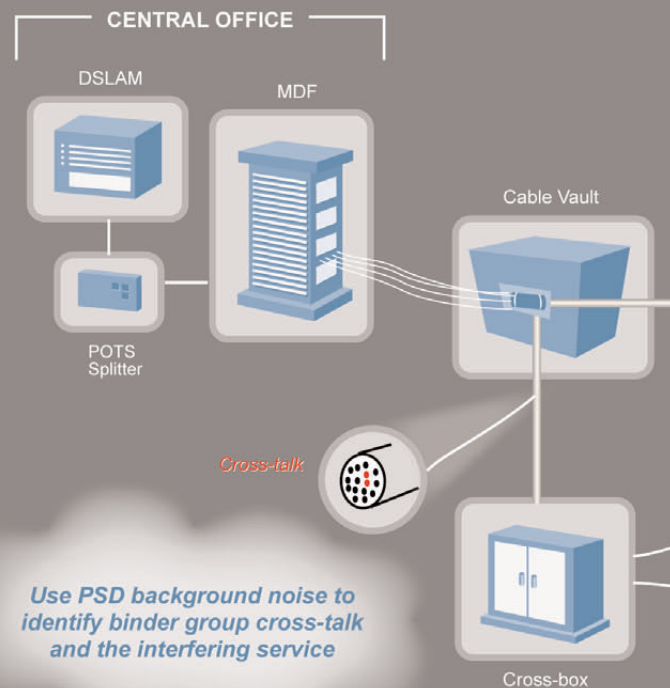 CENTRAL OFFICE
DSLAM
MDF
Cable Vault
POTS
Splitter
Cross-talk
Use PSD background noise to
identify binder group cross-talk
and the interfering service
Cross-box